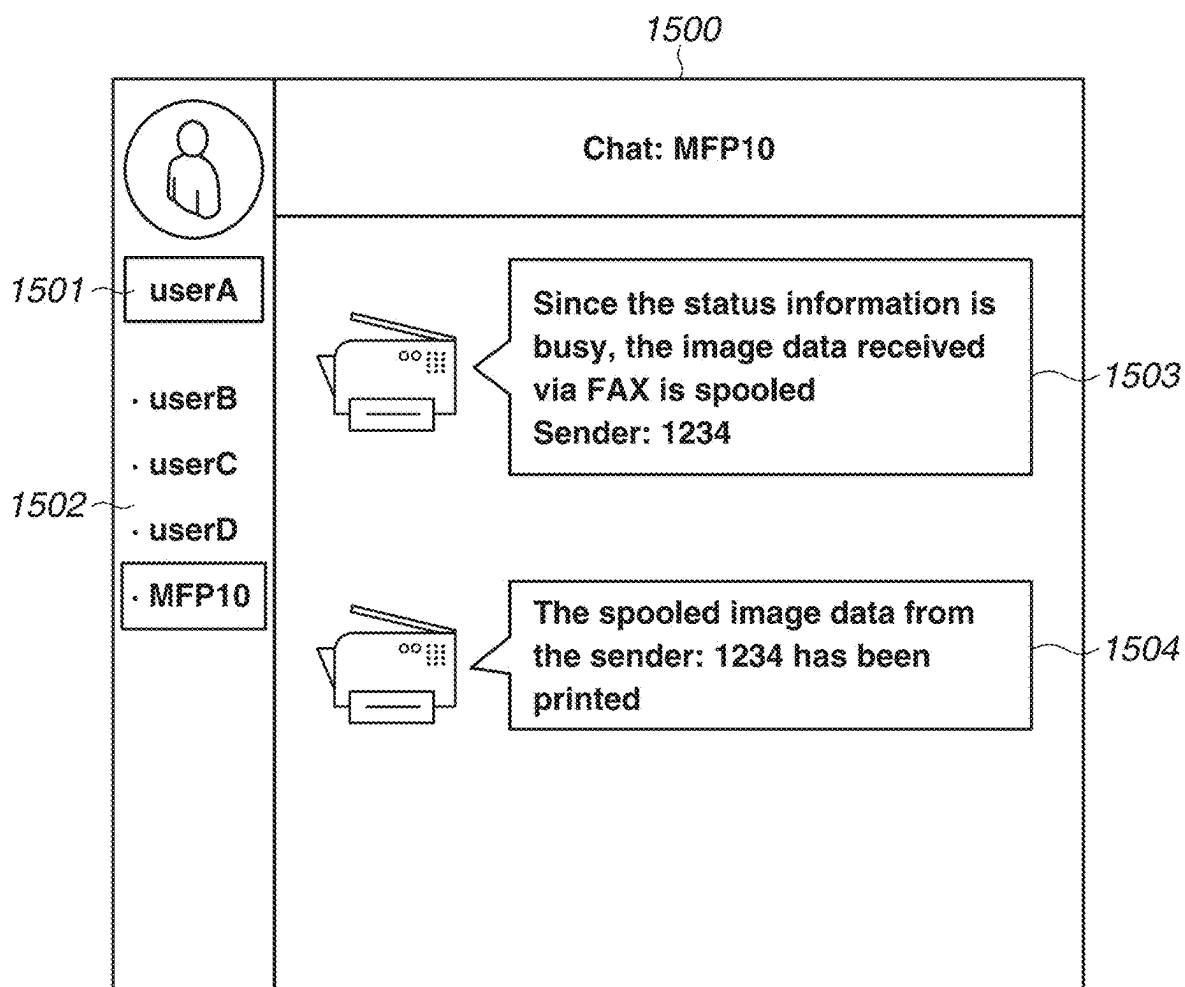 1500
Chat: MFP10
1501
userA
· userB
· userC
1502
· userD
· MFP10
Since the status information is
busy, the image data received
via FAX is spooled
Sender: 1234
1503
The spooled image data from
the sender: 1234 has been
printed
1504